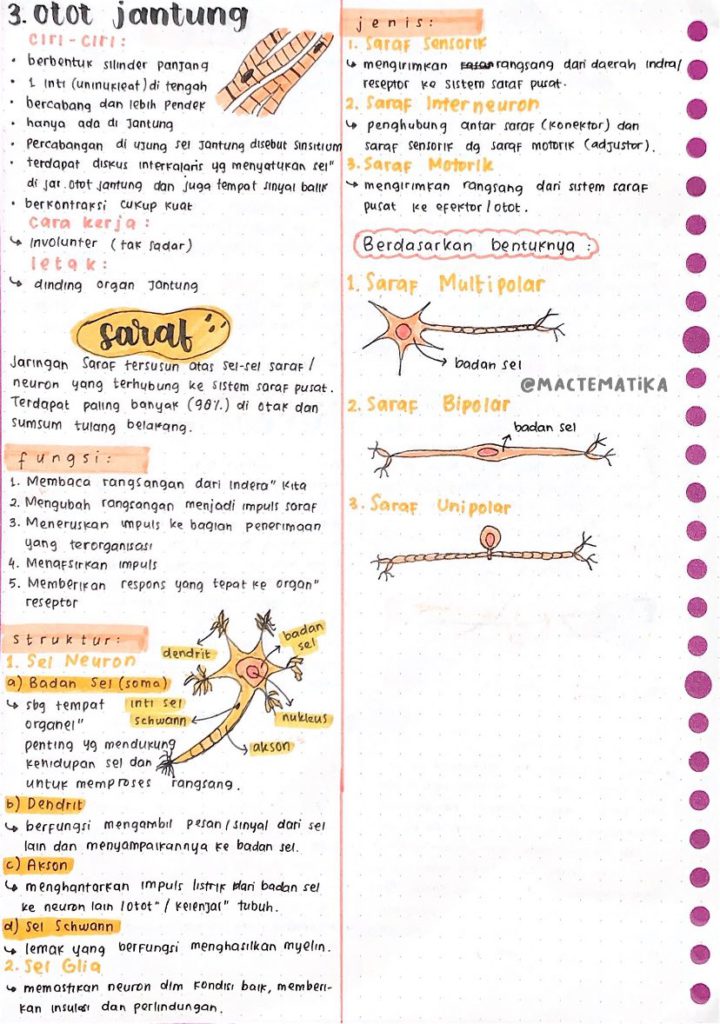 3. otot jantung
ciri-ciri:
• berbentuk silinder panjang
• 1 inti (uninukleat) di tengah
• bercabang dan lebih pendek
• hanya ada di jantung
• percabangan di ujung sel jantung disebut sinsitium
• terdapat diskus interkalaris yg menyatukan sel"
di jar. otot jantung dan juga tempat sinyal balik
• berkontraksi cukup kuat
cara kerja:
↳ involunter (tak sadar)
letak:
↳ dinding organ jantung
saraf
Jaringan saraf tersusun atas sel-sel saraf/
neuron yang terhubung ke sistem saraf pusat.
Terdapat paling banyak (98%) di otak dan
sumsum tulang belakang.
fungsi:
1. Membaca rangsangan dari indera" kita
2. Mengubah rangsangan menjadi impuls saraf
3. Meneruskan impuls ke bagian penerimaan
yang terorganisasi
4. Menafsirkan impuls
5. Memberikan respons yang tepat ke organ"
reseptor
struktur:
1. Sel Neuron
a) Badan Sel (soma)
↳ sbg tempat
organel"
penting yg mendukung
kehidupan sel dan
untuk memproses rangsang.
dendrit
badan
sel
inti sel
schwann
nukleus
akson
b) Dendrit
↳ berfungsi mengambil pesan/sinyal dari sel
lain dan menyampaikannya ke badan sel.
c) Akson
↳ menghantarkan impuls listrik dari badan sel
ke neuron lain/otot"/kelenjar" tubuh.
d) Sel Schwann
↳ lemak yang berfungsi menghasilkan myelin.
2. Sel Glia
↳ memastikan neuron dlm kondisi baik, memberi-
kan insulasi dan perlindungan.
jenis:
1. Saraf Sensorik
↳ mengirimkan rangsang dari daerah indra/
reseptor ke sistem saraf pusat.
2. Saraf Interneuron
↳ penghubung antar saraf (konektor) dan
saraf sensorik dg saraf motorik (adjustor).
3. Saraf Motorik
↳ mengirimkan rangsang dari sistem saraf
pusat ke efektor/otot.
Berdasarkan bentuknya:
1. Saraf Multipolar
badan sel
@MACTEMATIKA
2. Saraf Bipolar
badan sel
3. Saraf Unipolar